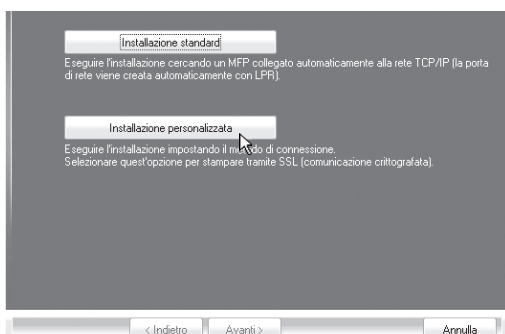 Installazione standard
Eseguire l'installazione cercando un MFP collegato automaticamente alla rete TCP/IP (la porta
di rete viene creata automaticamente con LPR).
Installazione personalizzata
Eseguire l'installazione impostando il metodo di connessione.
Selezionare quest'opzione per stampare tramite SSL (comunicazione crittografata).
< Indietro Avanti > Annulla